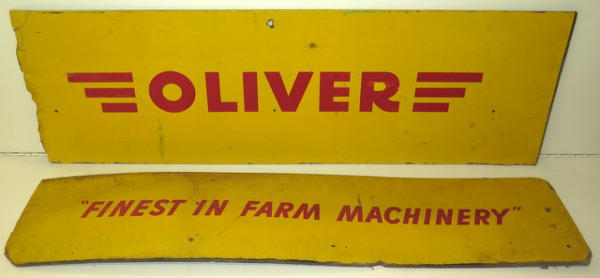 OLIVER
"FINEST IN FARM MACHINERY"